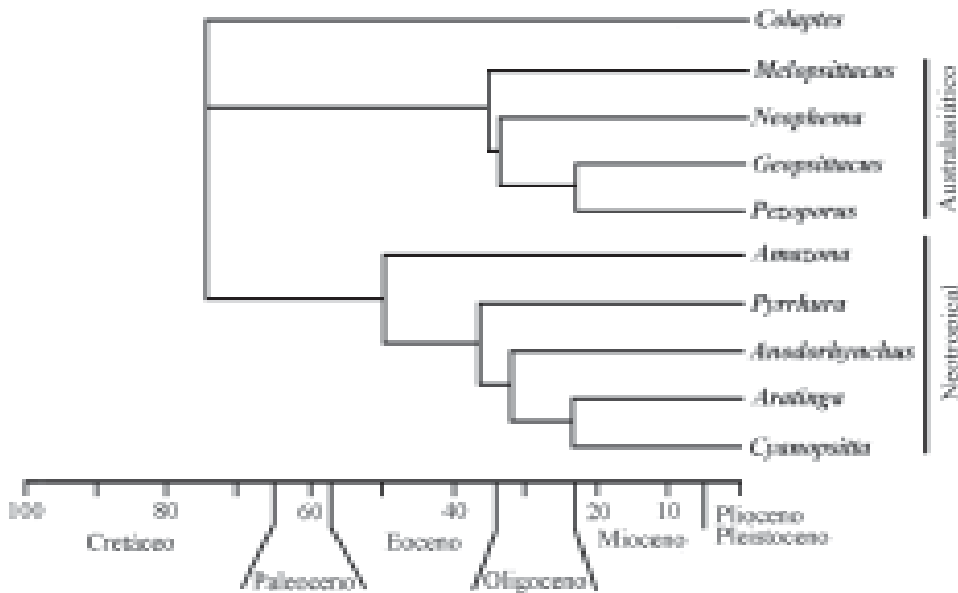 Colaptes
Melopsittacus
Neophema
Geopsittacus
Pezoporus
Australasiático
Amazona
Pyrrhura
Anodorhynchus
Aratinga
Cyanopsitta
Neotropical
100 80 60 40 20 10
Cretáceo
Paleoceno
Eoceno
Oligoceno
Mioceno
Plioceno
Pleistoceno